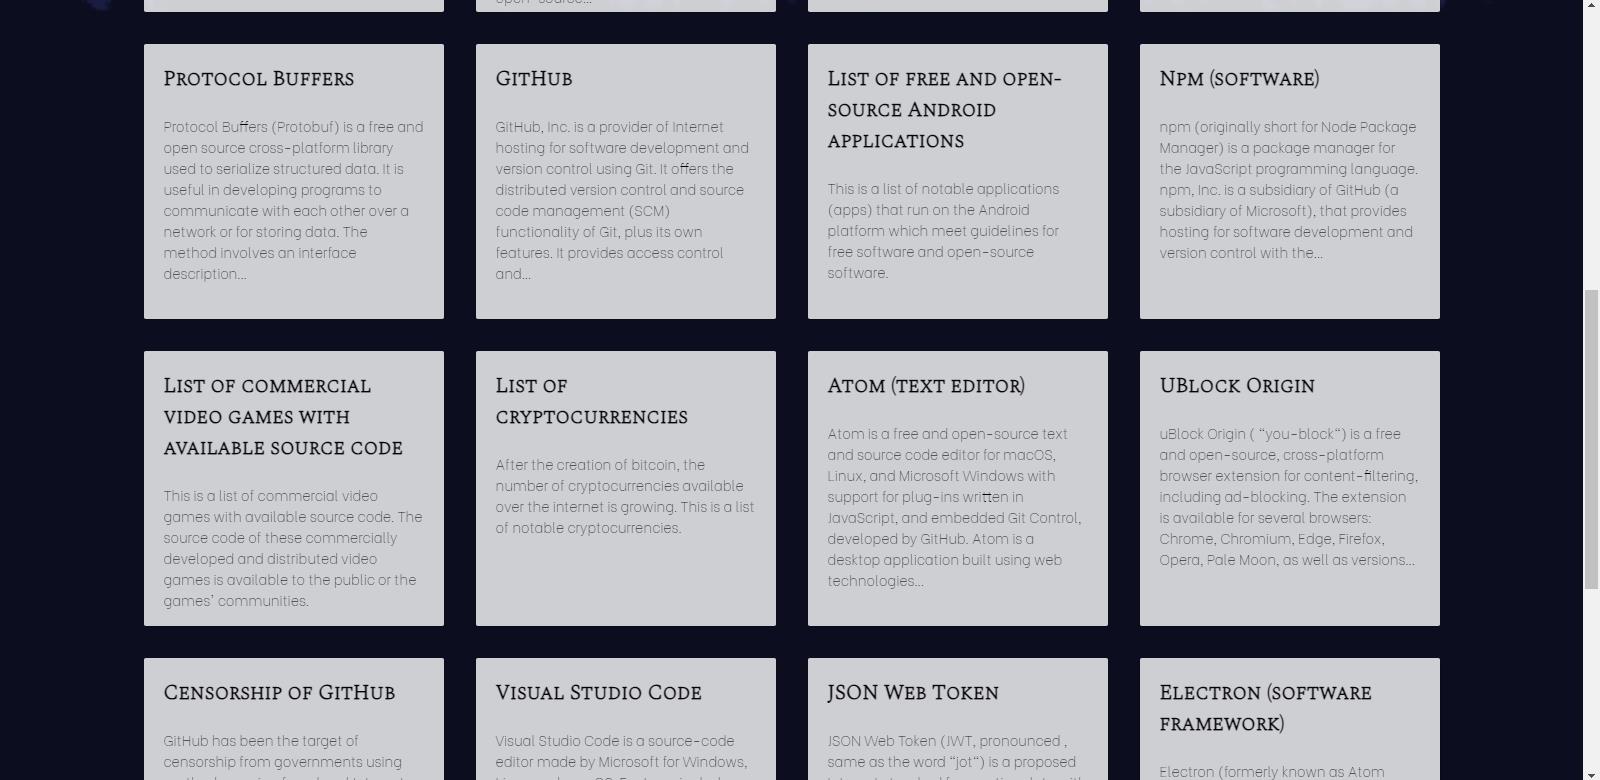 open-source...
Protocol Buffers
Protocol Buffers (Protobuf) is a free and
open source cross-platform library
used to serialize structured data. It is
useful in developing programs to
communicate with each other over a
network or for storing data. The
method involves an interface
description...
GitHub
GitHub, Inc. is a provider of Internet
hosting for software development and
version control using Git. It offers the
distributed version control and source
code management (SCM)
functionality of Git, plus its own
features. It provides access control
and...
List of free and open-
source Android
applications
This is a list of notable applications
(apps) that run on the Android
platform which meet guidelines for
free software and open-source
software.
Npm (software)
npm (originally short for Node Package
Manager) is a package manager for
the JavaScript programming language.
npm, Inc. is a subsidiary of GitHub (a
subsidiary of Microsoft), that provides
hosting for software development and
version control with the...
List of commercial
video games with
available source code
This is a list of commercial video
games with available source code. The
source code of these commercially
developed and distributed video
games is available to the public or the
games' communities.
List of
cryptocurrencies
After the creation of bitcoin, the
number of cryptocurrencies available
over the internet is growing. This is a list
of notable cryptocurrencies.
Atom (text editor)
Atom is a free and open-source text
and source code editor for macOS,
Linux, and Microsoft Windows with
support for plug-ins written in
JavaScript, and embedded Git Control,
developed by GitHub. Atom is a
desktop application built using web
technologies...
UBlock Origin
uBlock Origin ( "you-block") is a free
and open-source, cross-platform
browser extension for content-filtering,
including ad-blocking. The extension
is available for several browsers:
Chrome, Chromium, Edge, Firefox,
Opera, Pale Moon, as well as versions...
Censorship of GitHub
GitHub has been the target of
censorship from governments using
Visual Studio Code
Visual Studio Code is a source-code
editor made by Microsoft for Windows,
JSON Web Token
JSON Web Token (JWT, pronounced ,
same as the word "jot") is a proposed
Electron (software
framework)
Electron (formerly known as Atom